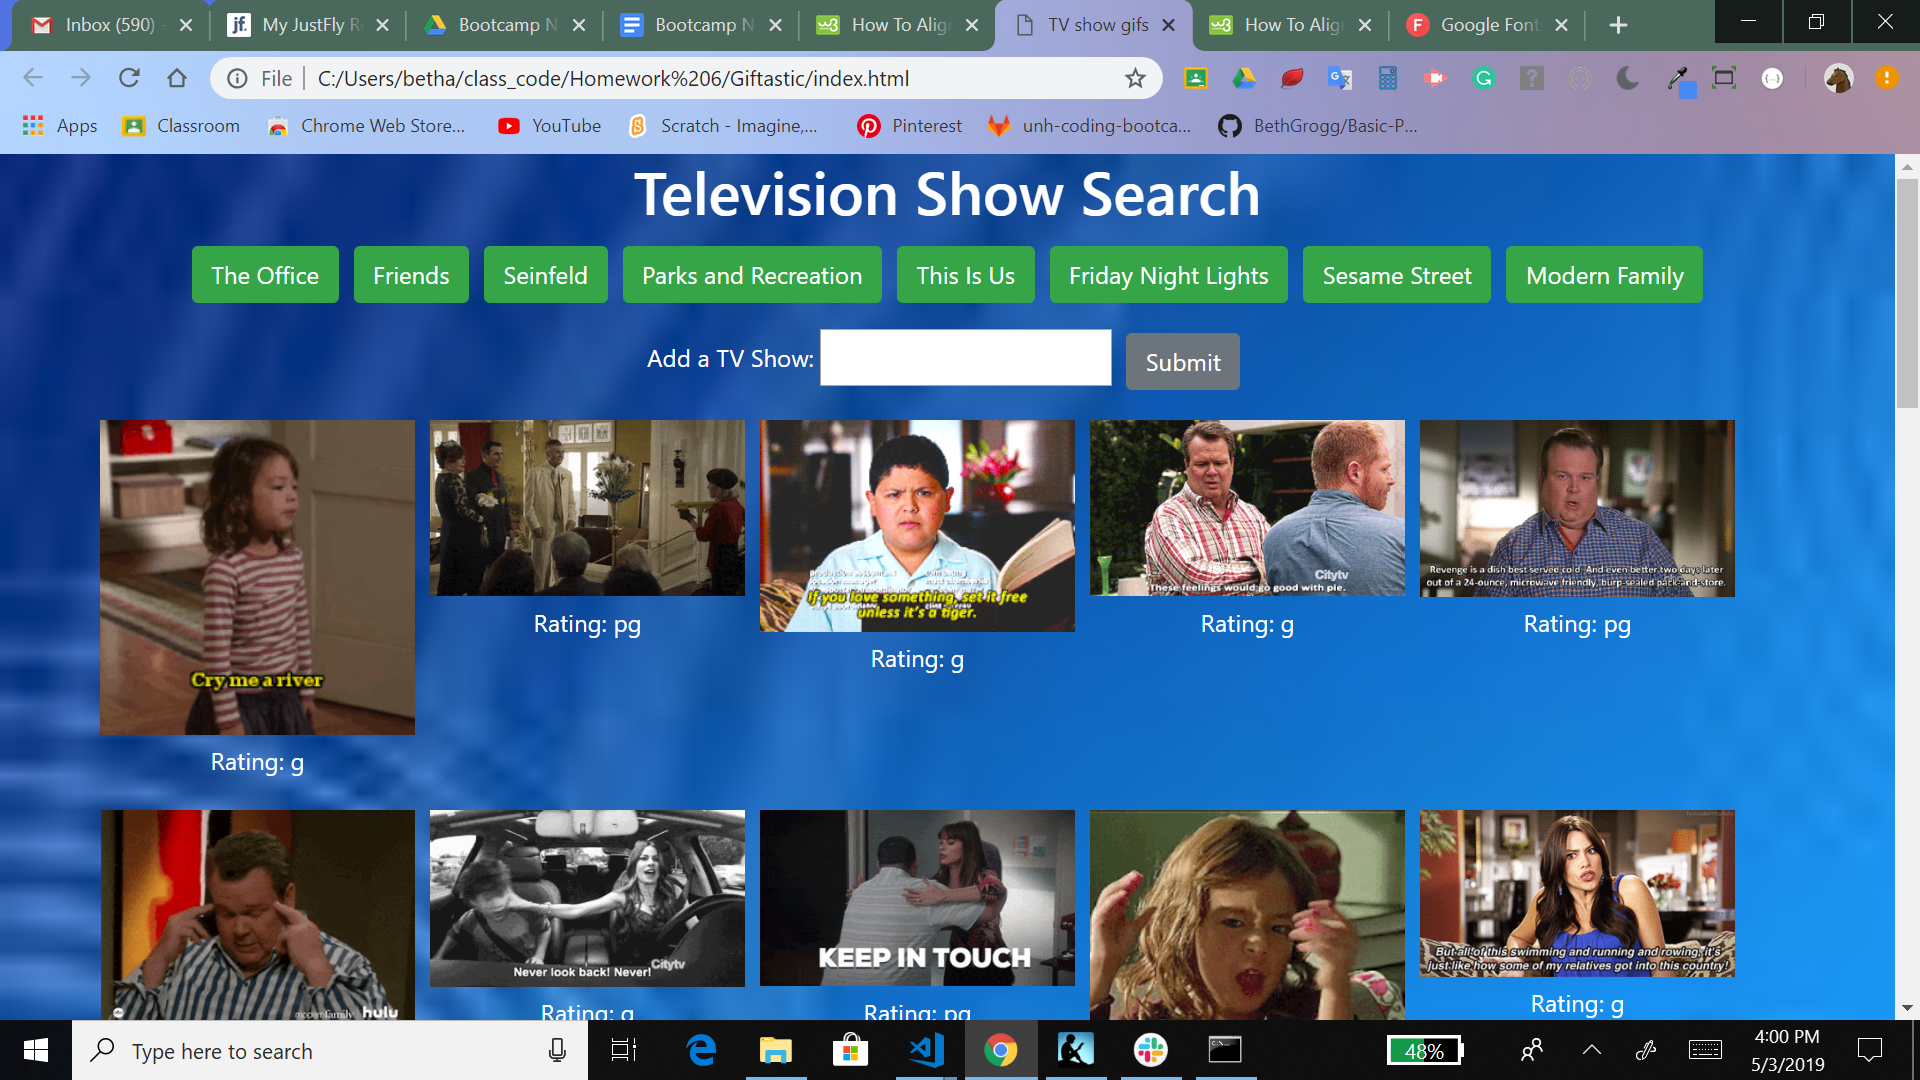 Inbox (590)
My JustFly R
Bootcamp N
Bootcamp N
How To Alig
TV show gifs
How To Alig
Google Font
File
C:/Users/betha/class_code/Homework%206/Giftastic/index.html
Apps
Classroom
Chrome Web Store...
YouTube
Scratch - Imagine,...
Pinterest
unh-coding-bootca...
BethGrogg/Basic-P...
Television Show Search
The Office
Friends
Seinfeld
Parks and Recreation
This Is Us
Friday Night Lights
Sesame Street
Modern Family
Add a TV Show:
Submit
Cry me a river
Rating: g
Rating: pg
If you love something, set it free
unless it's a tiger.
Rating: g
Citytv
These feelings would go good with pie.
Rating: g
Revenge is a dish best served cold. And even better two days later
out of a 24-ounce, microwave friendly, burp-sealed pack-and-store.
Rating: pg
modern family hulu
Never look back! Never!
Citytv
Rating: g
KEEP IN TOUCH
Rating: pg
But all of this swimming and running and rowing, it's
just like how some of my relatives got into this country!
Rating: g
Type here to search
48%
4:00 PM
5/3/2019